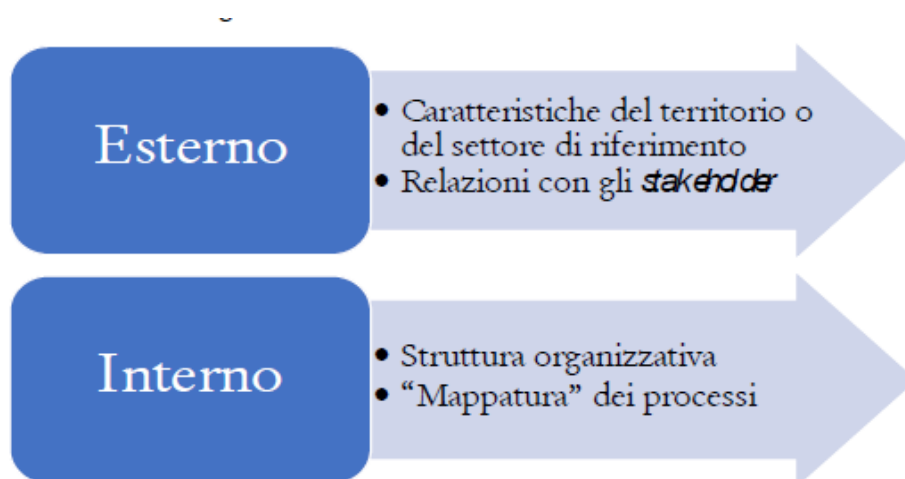 Esterno
• Caratteristiche del territorio o
del settore di riferimento
• Relazioni con gli stakeholder
Interno
• Struttura organizzativa
• “Mappatura” dei processi